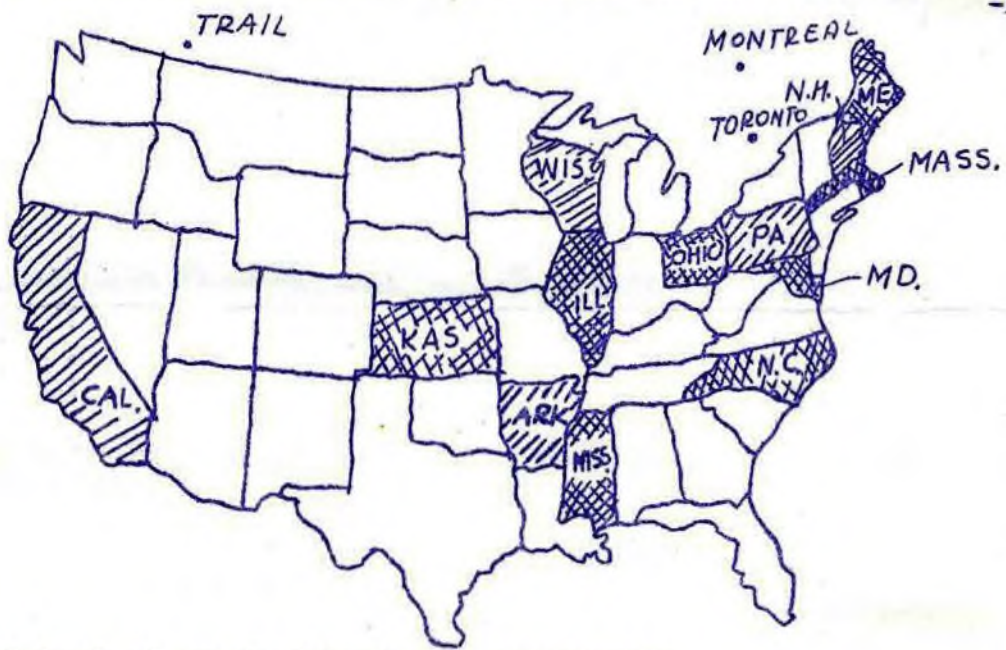 TRAIL
MONTREAL
N.H.
ME
TORONTO
WIS.
MASS.
PA
OHIO
MD.
ILL.
KAS
N.C.
CAL.
ARK
MISS.